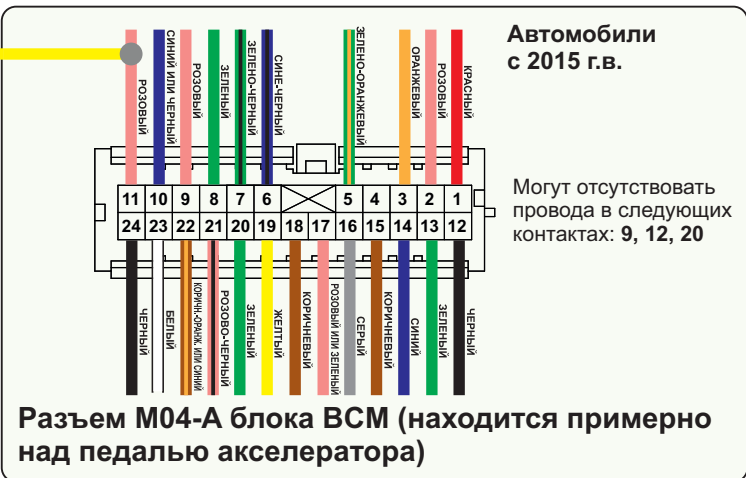 Автомобили
с 2015 г.в.
РОЗОВЫЙ
СИНИЙ ИЛИ ЧЕРНЫЙ
РОЗОВЫЙ
ЗЕЛЕНЫЙ
ЗЕЛЕНО-ЧЕРНЫЙ
СИНЕ-ЧЕРНЫЙ
ЗЕЛЕНО-ОРАНЖЕВЫЙ
ОРАНЖЕВЫЙ
РОЗОВЫЙ
КРАСНЫЙ
11 10 9 8 7 6 5 4 3 2 1
24 23 22 21 20 19 18 17 16 15 14 13 12
Могут отсутствовать
провода в следующих
контактах: 9, 12, 20
ЧЕРНЫЙ
БЕЛЫЙ
КОРИЧН.-ОРАНЖ. ИЛИ СИНИЙ
РОЗОВО-ЧЕРНЫЙ
ЗЕЛЕНЫЙ
ЖЕЛТЫЙ
КОРИЧНЕВЫЙ
РОЗОВЫЙ ИЛИ ЗЕЛЕНЫЙ
СЕРЫЙ
КОРИЧНЕВЫЙ
СИНИЙ
ЗЕЛЕНЫЙ
ЧЕРНЫЙ
Разъем М04-А блока BCM (находится примерно
над педалью акселератора)